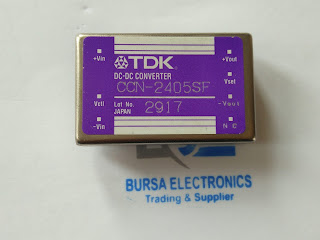 +Vin
TDK
+Vout
DC-DC CONVERTER
Vset
CCN-2405SF
Vctl
Lot No. 2917
-Vout
JAPAN
-Vin
N C
BURSA ELECTRONICS
Trading & Supplier